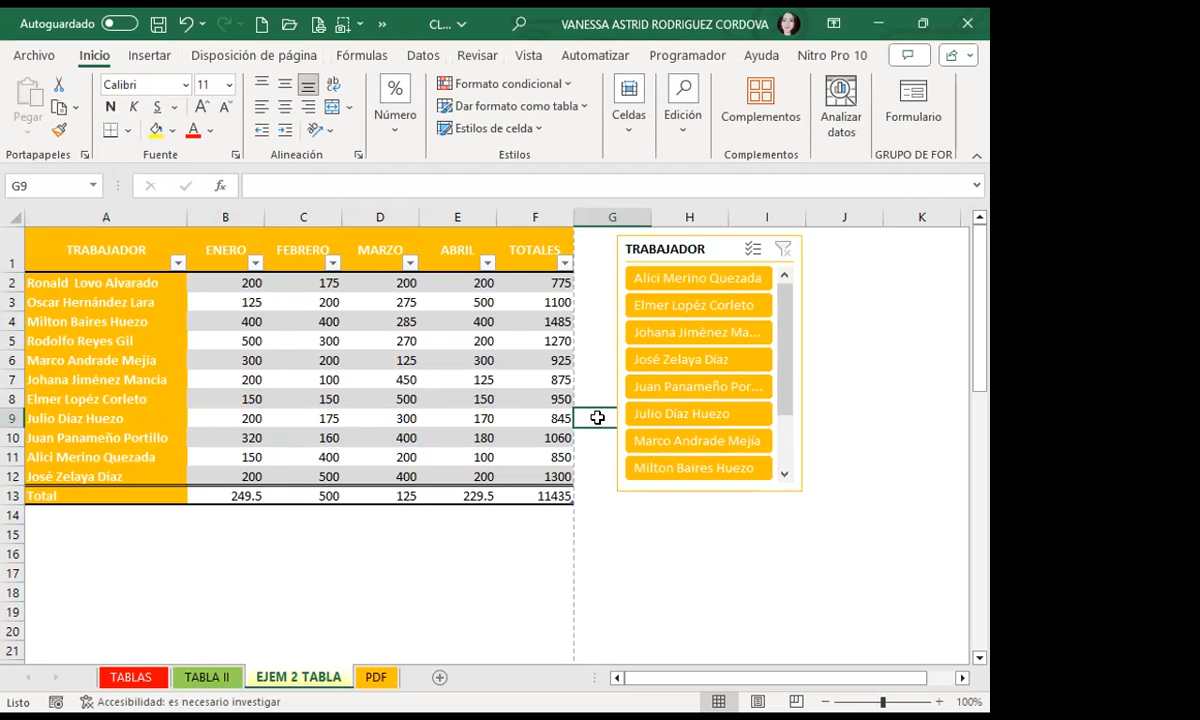 Autoguardado CL... VANESSA ASTRID RODRIGUEZ CORDOVA
Archivo Inicio Insertar Disposición de página Fórmulas Datos Revisar Vista Automatizar Programador Ayuda Nitro Pro 10
Pegar
Portapapeles
Calibri 11
N K S A A
A
Fuente
Alineación
%
Número
Formato condicional
Dar formato como tabla
Estilos de celda
Estilos
Celdas
Edición
Complementos
Complementos
Analizar
datos
Formulario
GRUPO DE FOR
G9 fx
A B C D E F G H I J K
1 TRABAJADOR ENERO FEBRERO MARZO ABRIL TOTALES
2 Ronald Lovo Alvarado 200 175 200 200 775
3 Oscar Hernández Lara 125 200 275 500 1100
4 Milton Baires Huezo 400 400 285 400 1485
5 Rodolfo Reyes Gil 500 300 270 200 1270
6 Marco Andrade Mejía 300 200 125 300 925
7 Johana Jiménez Mancia 200 100 450 125 875
8 Elmer Lopéz Corleto 150 150 500 150 950
9 Julio Díaz Huezo 200 175 300 170 845
10 Juan Panameño Portillo 320 160 400 180 1060
11 Alici Merino Quezada 150 400 200 100 850
12 José Zelaya Díaz 200 500 400 200 1300
13 Total 249.5 500 125 229.5 11435
14
15
16
17
18
19
20
21
TRABAJADOR
Alici Merino Quezada
Elmer Lopéz Corleto
Johana Jiménez Ma...
José Zelaya Díaz
Juan Panameño Por...
Julio Díaz Huezo
Marco Andrade Mejía
Milton Baires Huezo
TABLAS TABLA II EJEM 2 TABLA PDF
Listo Accesibilidad: es necesario investigar 100%